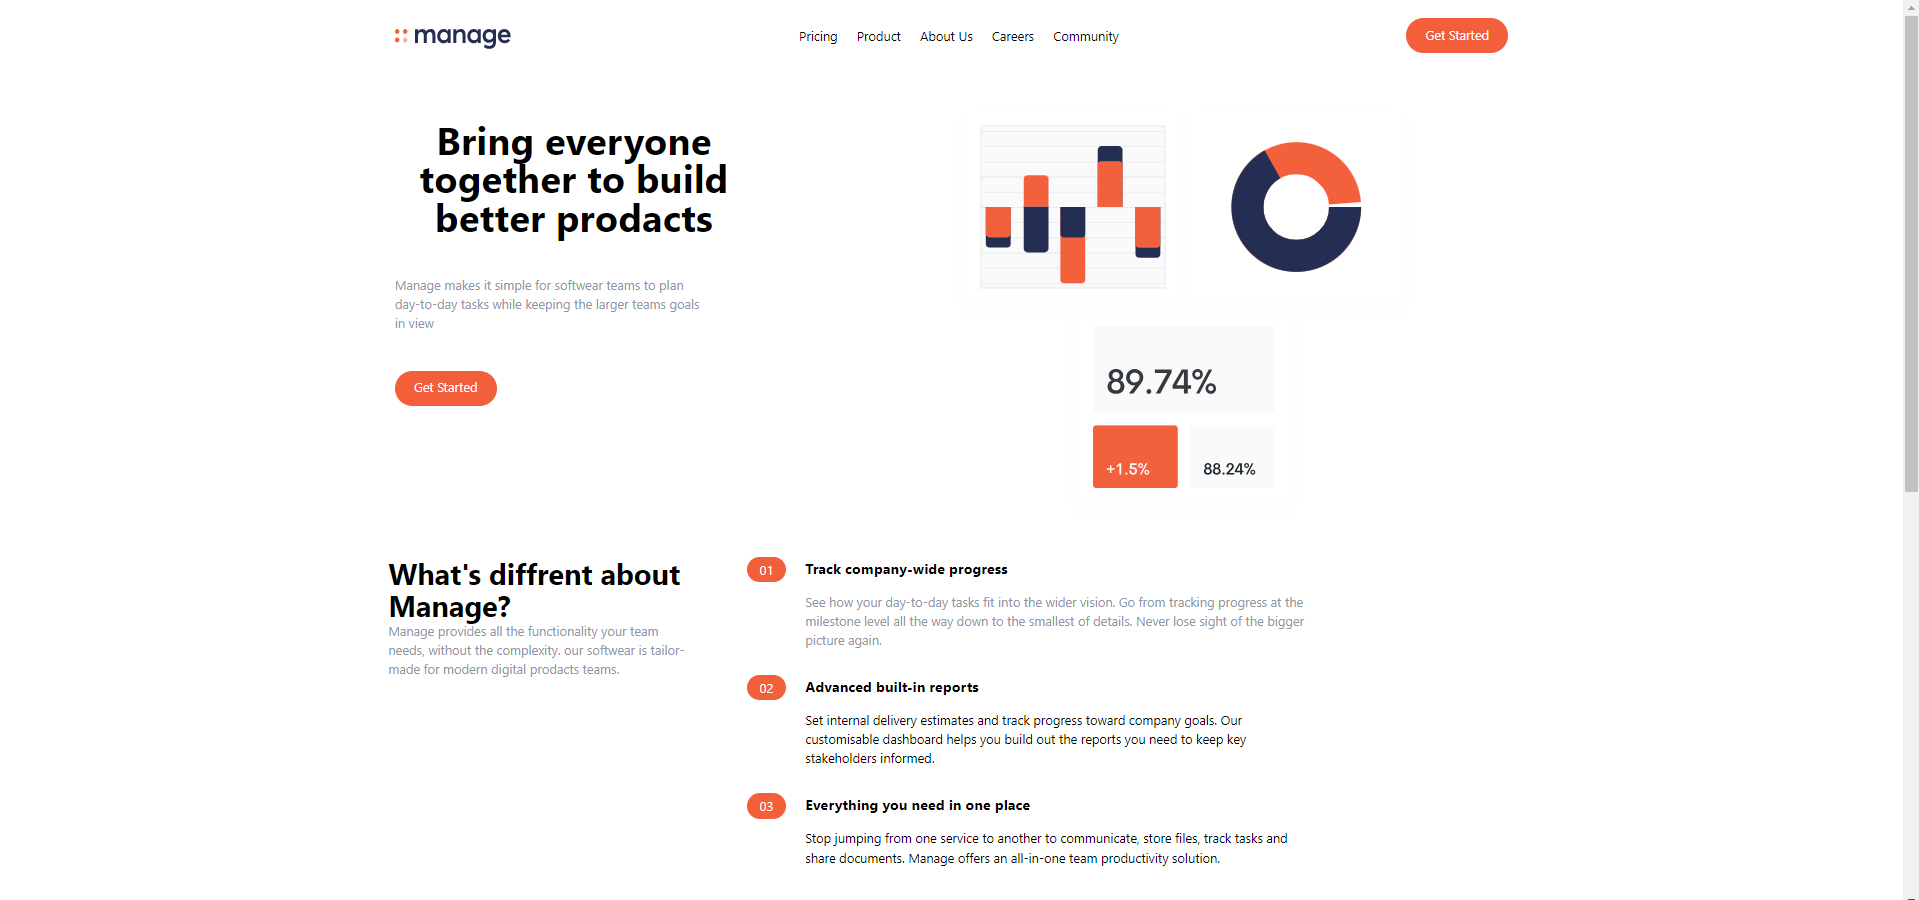 manage
Pricing Product About Us Careers Community
Get Started
Bring everyone
together to build
better prodacts
Manage makes it simple for softwear teams to plan
day-to-day tasks while keeping the larger teams goals
in view
Get Started
89.74%
+1.5%
88.24%
What's diffrent about
Manage?
Manage provides all the functionality your team
needs, without the complexity. our softwear is tailor-
made for modern digital prodacts teams.
01 Track company-wide progress
See how your day-to-day tasks fit into the wider vision. Go from tracking progress at the
milestone level all the way down to the smallest of details. Never lose sight of the bigger
picture again.
02 Advanced built-in reports
Set internal delivery estimates and track progress toward company goals. Our
customisable dashboard helps you build out the reports you need to keep key
stakeholders informed.
03 Everything you need in one place
Stop jumping from one service to another to communicate, store files, track tasks and
share documents. Manage offers an all-in-one team productivity solution.